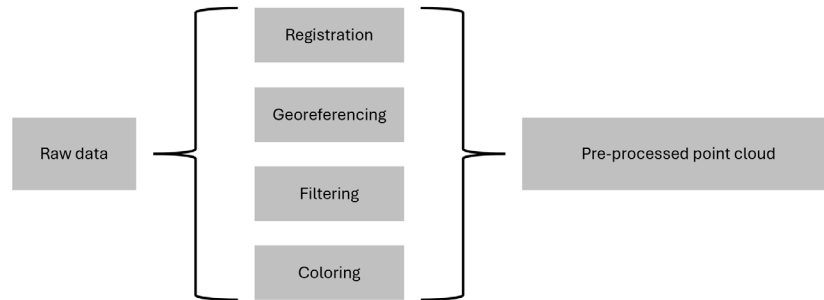 Raw data
Registration
Georeferencing
Filtering
Coloring
Pre-processed point cloud